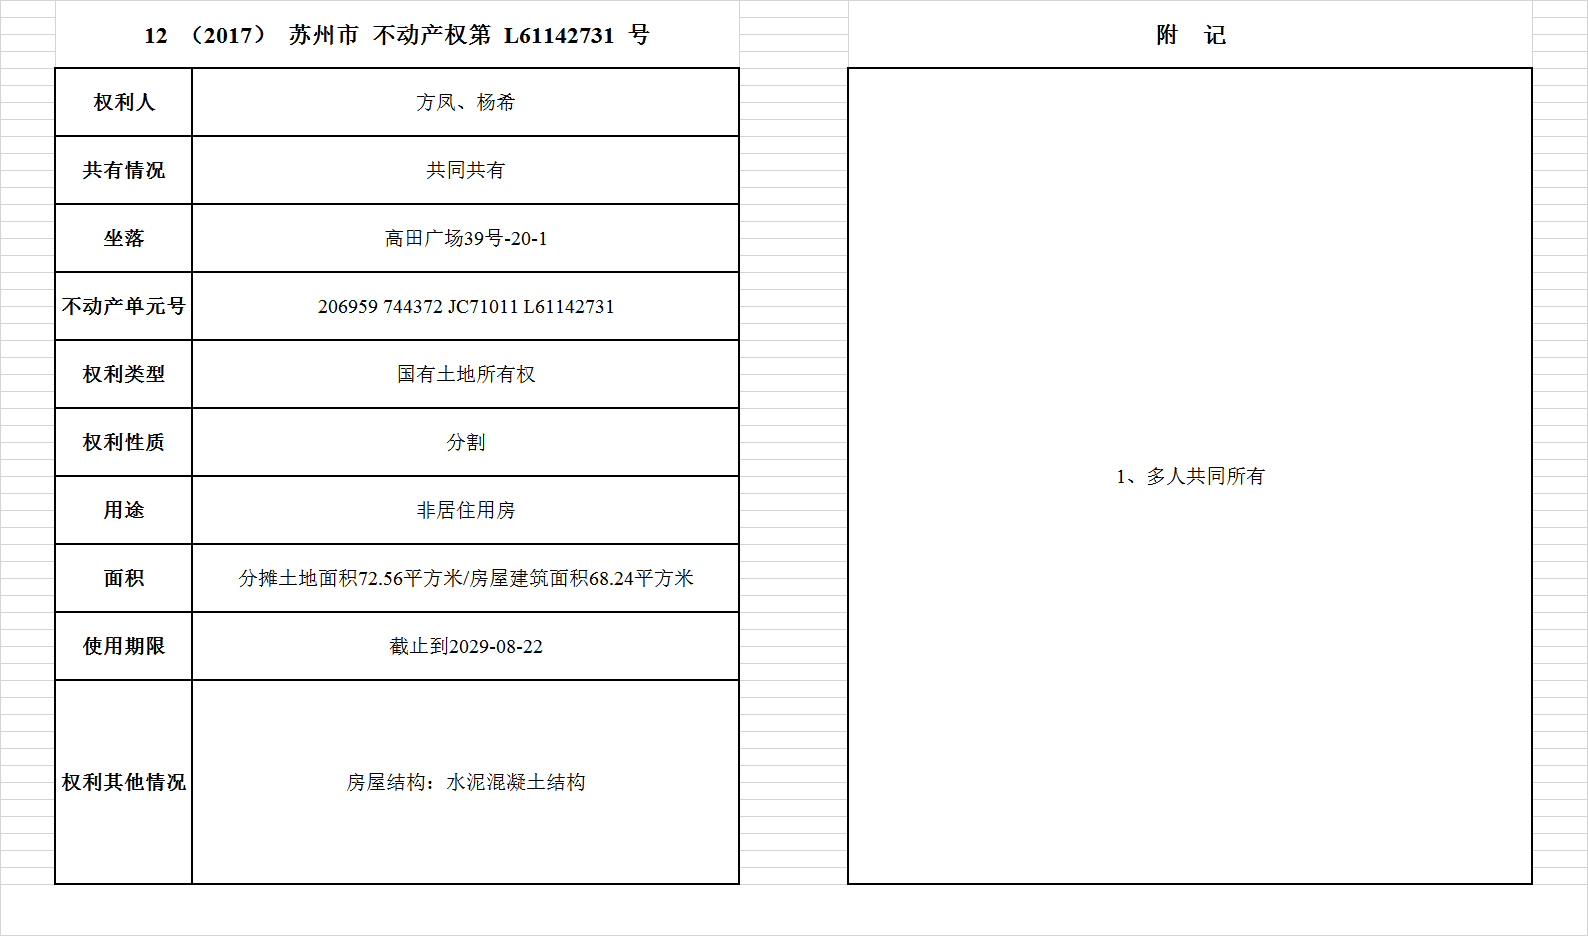 12 （2017） 苏州市 不动产权第 L61142731 号
权利人 方凤、杨希
共有情况 共同共有
坐落 高田广场39号-20-1
不动产单元号 206959 744372 JC71011 L61142731
权利类型 国有土地所有权
权利性质 分割
用途 非居住用房
面积 分摊土地面积72.56平方米/房屋建筑面积68.24平方米
使用期限 截止到2029-08-22
权利其他情况 房屋结构：水泥混凝土结构
附 记
1、多人共同所有